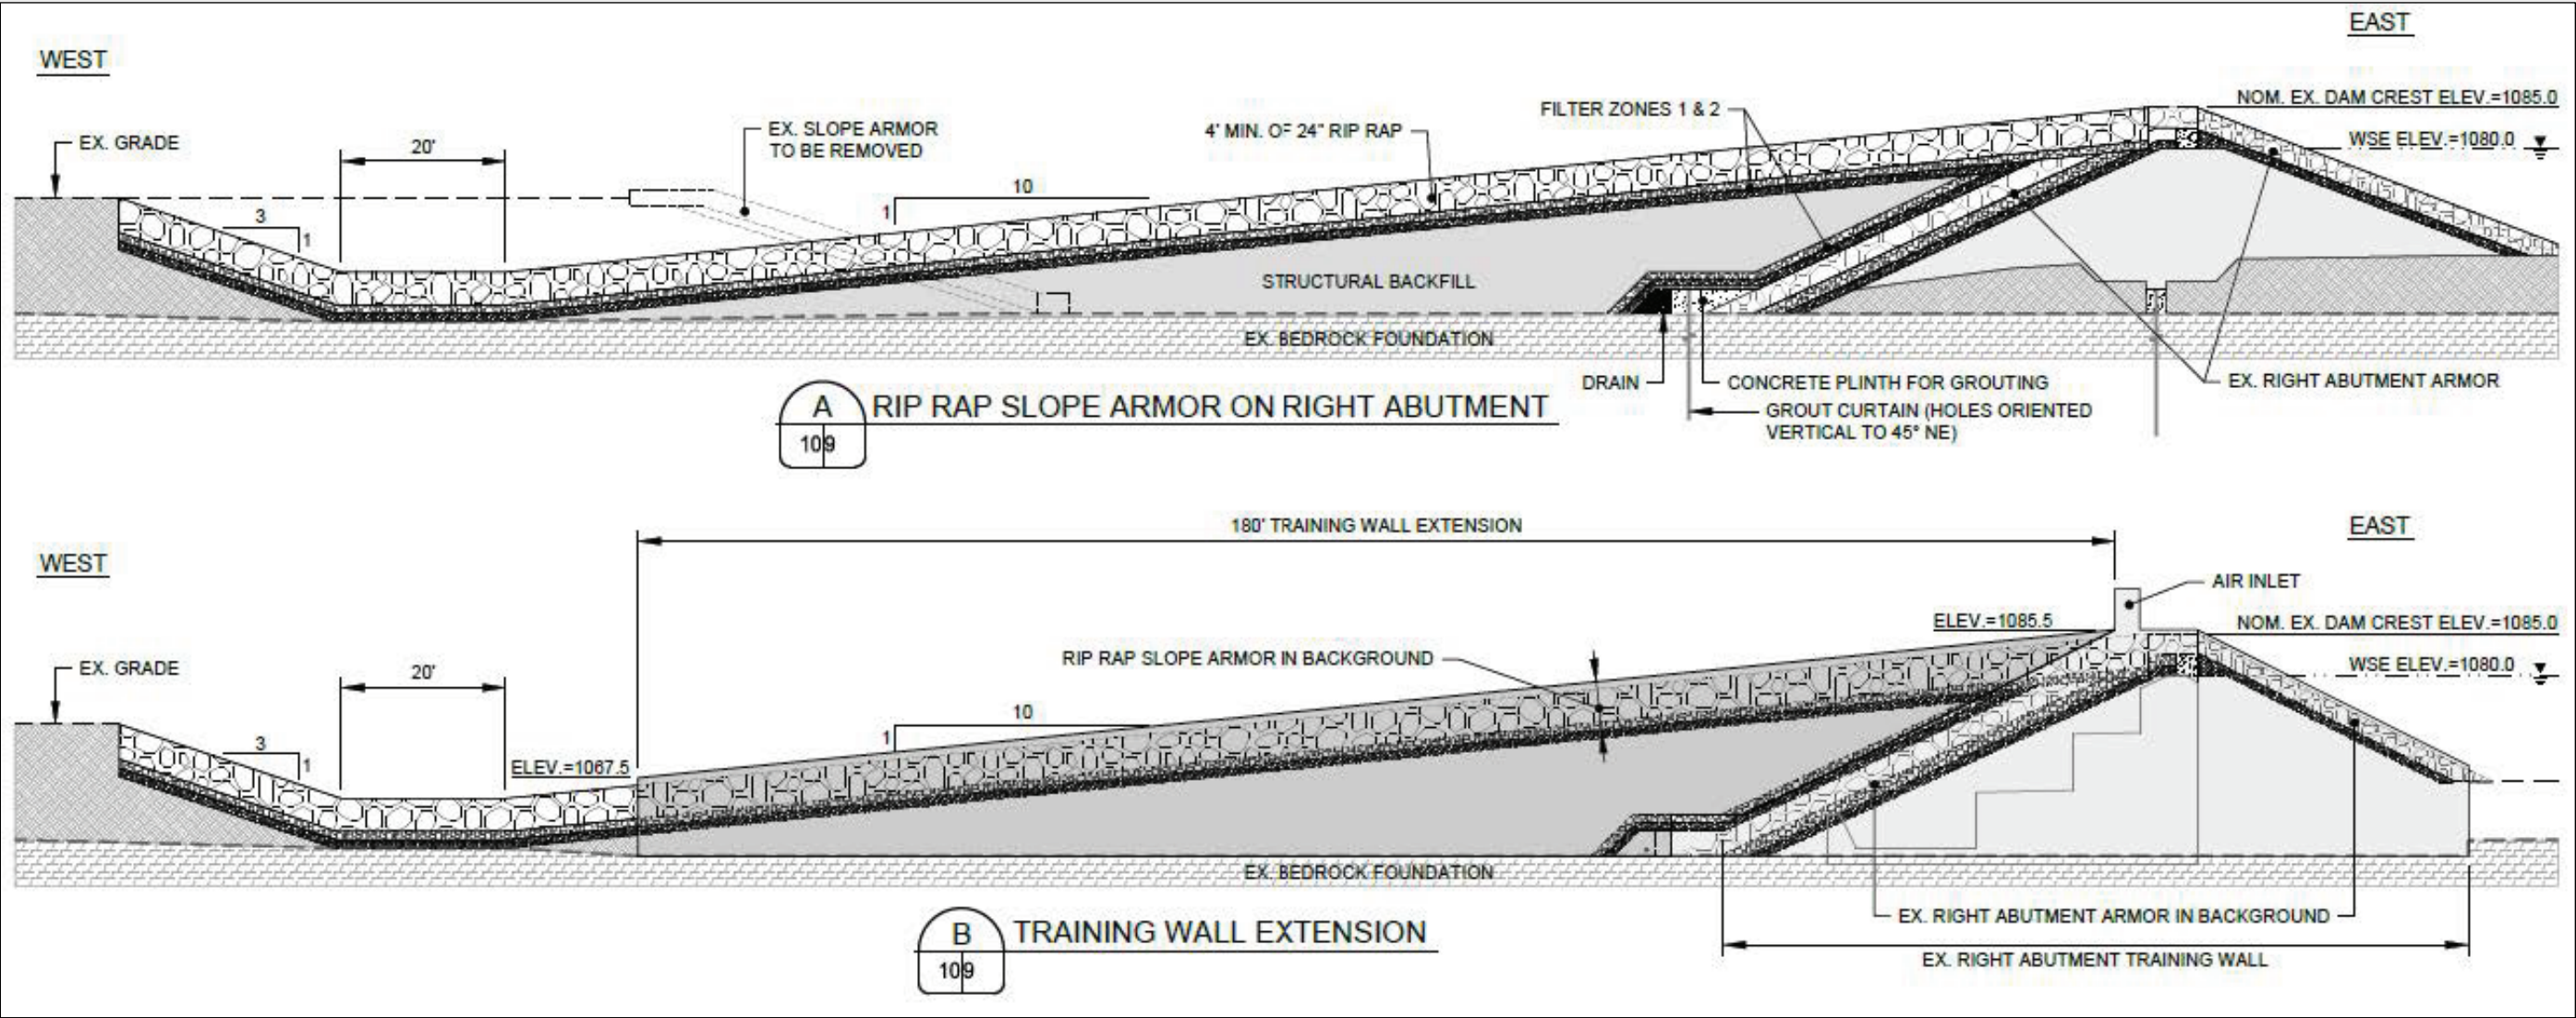 EAST
WEST
NOM. EX. DAM CREST ELEV.=1085.0
FILTER ZONES 1 & 2
EX. SLOPE ARMOR
TO BE REMOVED
4' MIN. OF 24" RIP RAP
WSE ELEV.=1080.0
EX. GRADE
20'
10
1
3
1
STRUCTURAL BACKFILL
EX. BEDROCK FOUNDATION
DRAIN
CONCRETE PLINTH FOR GROUTING
EX. RIGHT ABUTMENT ARMOR
GROUT CURTAIN (HOLES ORIENTED
VERTICAL TO 45° NE)
A
109
RIP RAP SLOPE ARMOR ON RIGHT ABUTMENT
180' TRAINING WALL EXTENSION
EAST
WEST
AIR INLET
ELEV.=1085.5
NOM. EX. DAM CREST ELEV.=1085.0
RIP RAP SLOPE ARMOR IN BACKGROUND
WSE ELEV.=1080.0
EX. GRADE
20'
10
1
3
1
ELEV.=1067.5
EX. BEDROCK FOUNDATION
EX. RIGHT ABUTMENT ARMOR IN BACKGROUND
B
109
TRAINING WALL EXTENSION
EX. RIGHT ABUTMENT TRAINING WALL